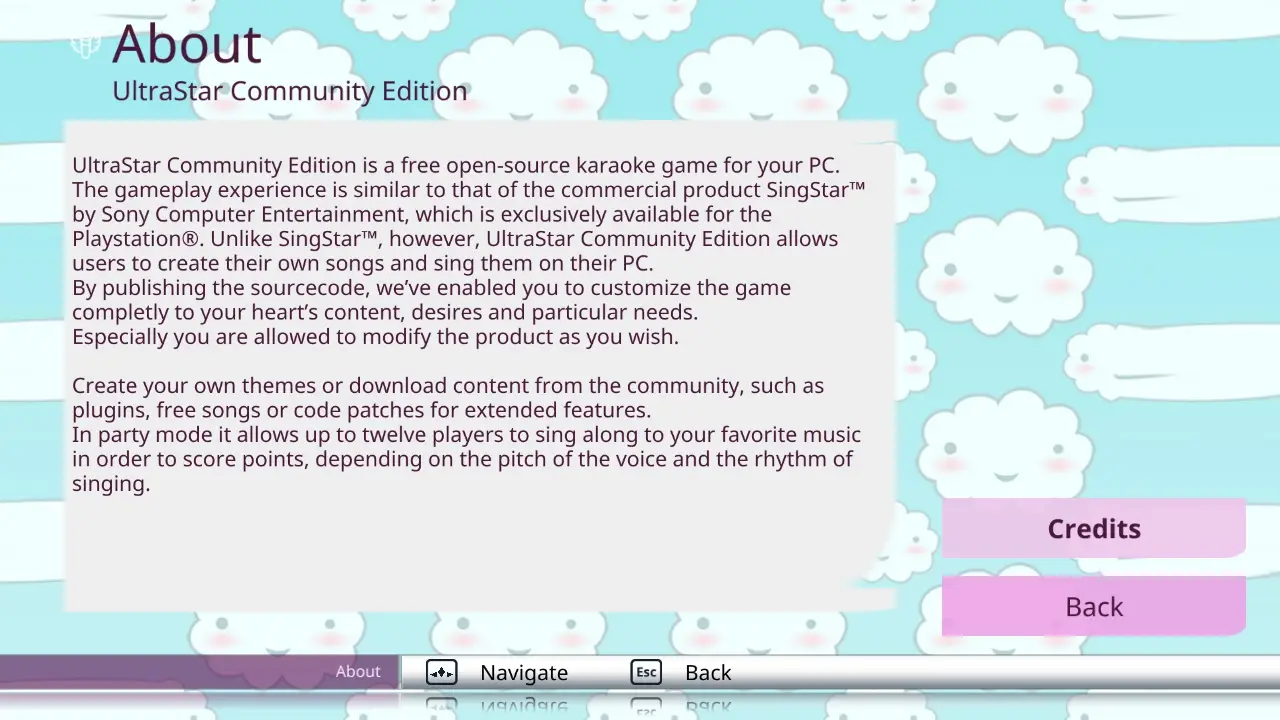 About
UltraStar Community Edition
UltraStar Community Edition is a free open-source karaoke game for your PC.
The gameplay experience is similar to that of the commercial product SingStar™
by Sony Computer Entertainment, which is exclusively available for the
Playstation®. Unlike SingStar™, however, UltraStar Community Edition allows
users to create their own songs and sing them on their PC.
By publishing the sourcecode, we’ve enabled you to customize the game
completly to your heart’s content, desires and particular needs.
Especially you are allowed to modify the product as you wish.
Create your own themes or download content from the community, such as
plugins, free songs or code patches for extended features.
In party mode it allows up to twelve players to sing along to your favorite music
in order to score points, depending on the pitch of the voice and the rhythm of
singing.
Credits
Back
About
Navigate
Esc Back